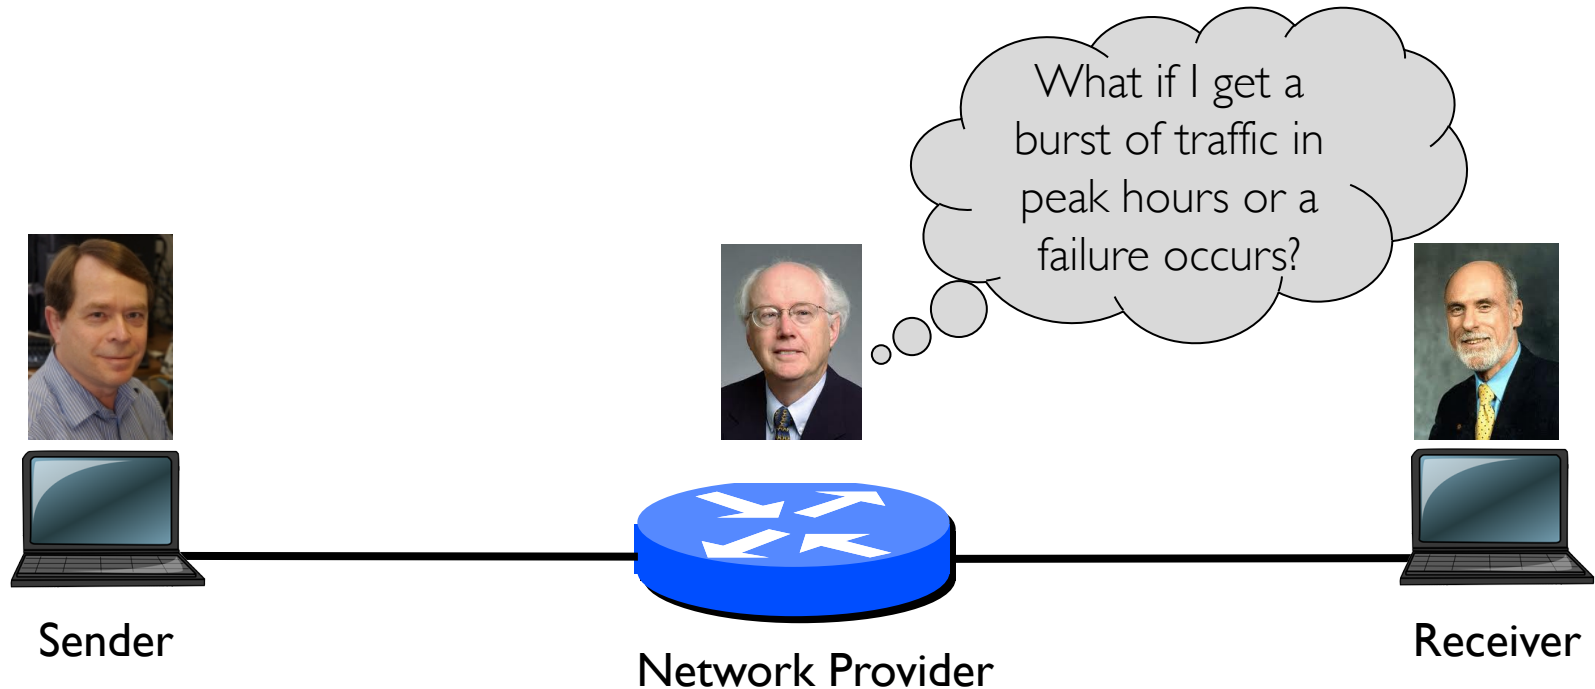 What if I get a
burst of traffic in
peak hours or a
failure occurs?
Sender
Network Provider
Receiver